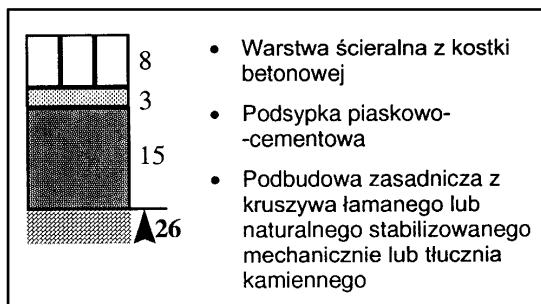 8
3
15
26
• Warstwa ścieralna z kostki
betonowej
• Podsypka piaskowo-
-cementowa
• Podbudowa zasadnicza z
kruszywa łamanego lub
naturalnego stabilizowanego
mechanicznie lub tłucznia
kamiennego